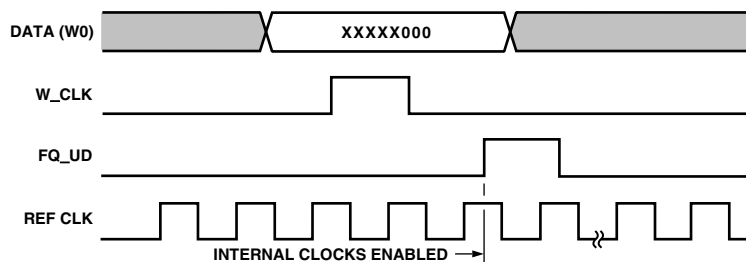 DATA (W0)
XXXXX000
W_CLK
FQ_UD
REF CLK
INTERNAL CLOCKS ENABLED